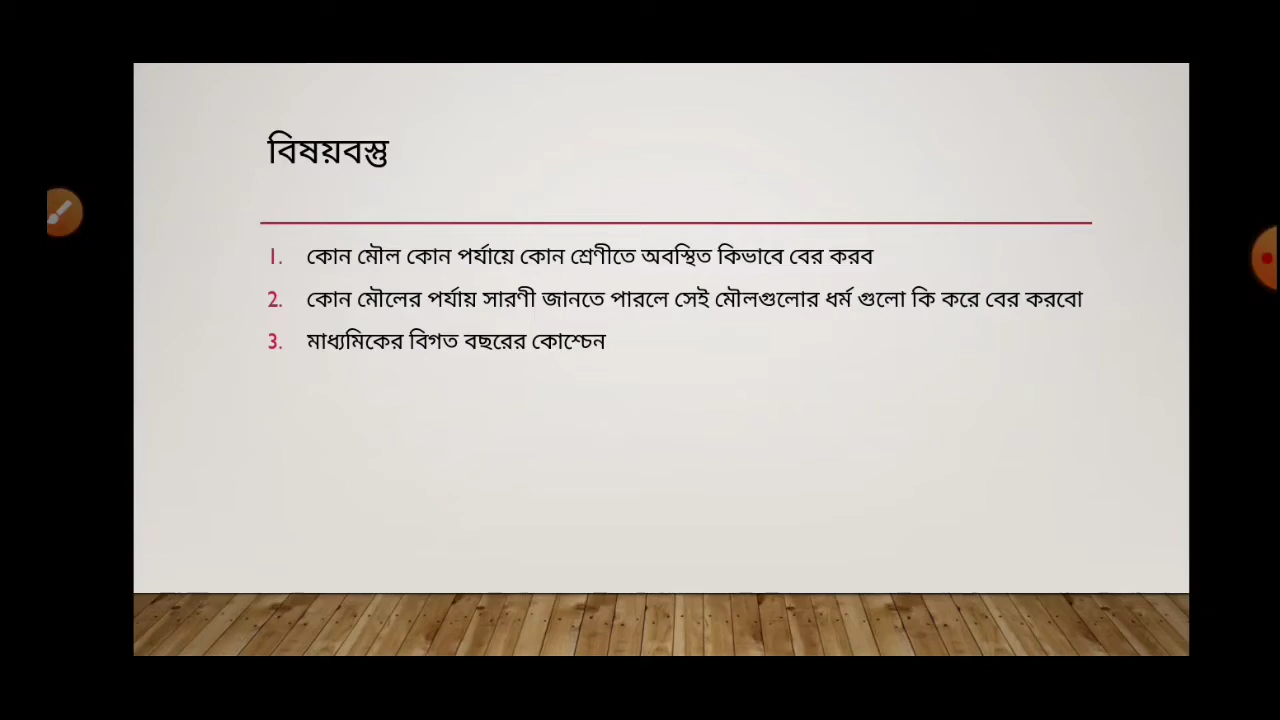 বিষয়বস্তু
1. কোন মৌল কোন পর্যায়ে কোন শ্রেণীতে অবস্থিত কিভাবে বের করব
2. কোন মৌলের পর্যায় সারণী জানতে পারলে সেই মৌলগুলোর ধর্ম গুলো কি করে বের করবো
3. মাধ্যমিকের বিগত বছরের কোশ্চেন